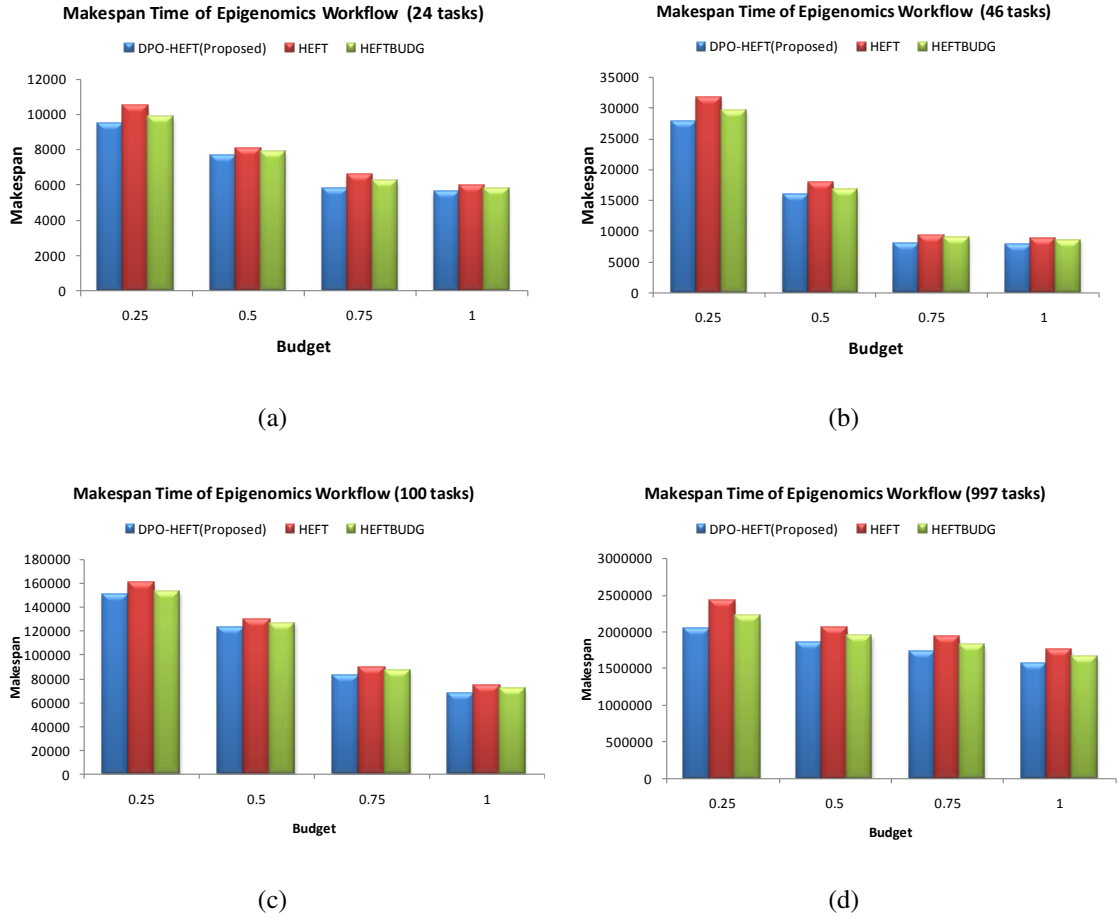 Makespan Time of Epigenomics Workflow (24 tasks)
DPO-HEFT(Proposed) HEFT HEFTBUDG
12000
10000
8000
6000
4000
2000
0
Makespan
0.25 0.5 0.75 1
Budget
(a)
Makespan Time of Epigenomics Workflow (46 tasks)
DPO-HEFT(Proposed) HEFT HEFTBUDG
35000
30000
25000
20000
15000
10000
5000
0
Makespan
0.25 0.5 0.75 1
Budget
(b)
Makespan Time of Epigenomics Workflow (100 tasks)
DPO-HEFT(Proposed) HEFT HEFTBUDG
180000
160000
140000
120000
100000
80000
60000
40000
20000
0
Makespan
0.25 0.5 0.75 1
Budget
(c)
Makespan Time of Epigenomics Workflow (997 tasks)
DPO-HEFT(Proposed) HEFT HEFTBUDG
3000000
2500000
2000000
1500000
1000000
500000
0
Makespan
0.25 0.5 0.75 1
Budget
(d)